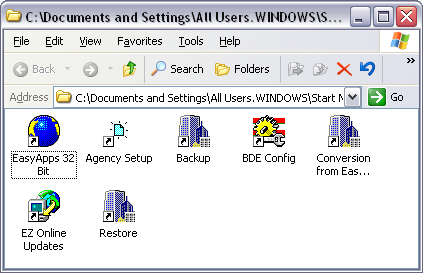 C:\Documents and Settings\All Users.WINDOWS\S...
File Edit View Favorites Tools Help
Back Search Folders »
Address C:\Documents and Settings\All Users.WINDOWS\Start M Go
EasyApps 32 Agency Setup Backup BDE Config Conversion
Bit from Eas...
EZ Online Restore
Updates